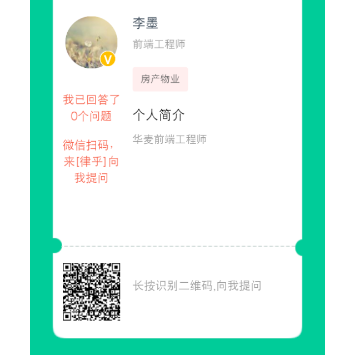 李墨
前端工程师
房产物业
我已回答了
0个问题
微信扫码，
来[律乎]向
我提问
个人简介
华麦前端工程师
长按识别二维码,向我提问